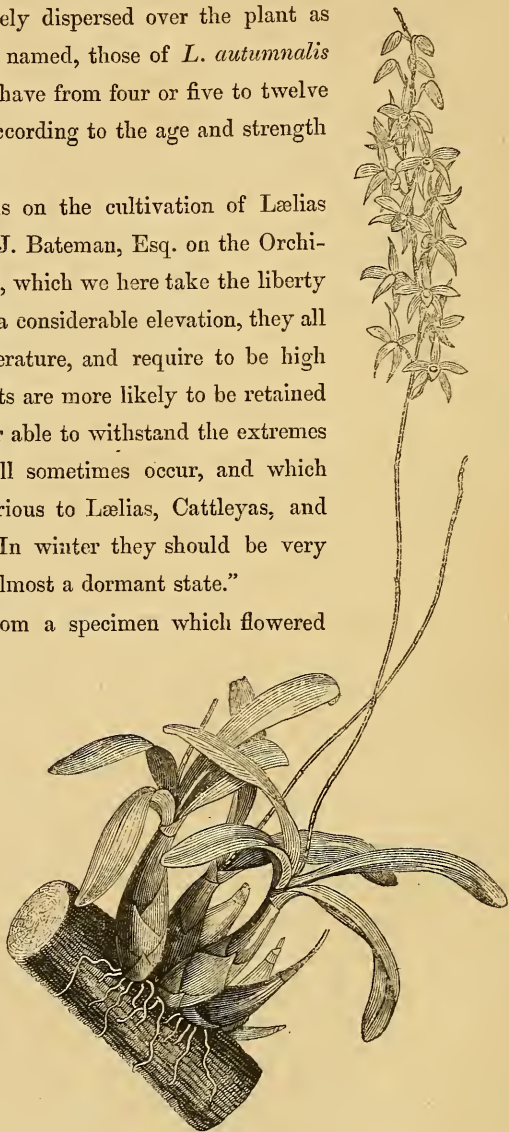 ely dispersed over the plant as
named, those of L. autumnalis
have from four or five to twelve
ccording to the age and strength
s on the cultivation of Lælias
J. Bateman, Esq. on the Orchi-
, which we here take the liberty
a considerable elevation, they all
erature, and require to be high
ts are more likely to be retained
r able to withstand the extremes
ll sometimes occur, and which
rious to Lælias, Cattleyas, and
In winter they should be very
lmost a dormant state.”
om a specimen which flowered